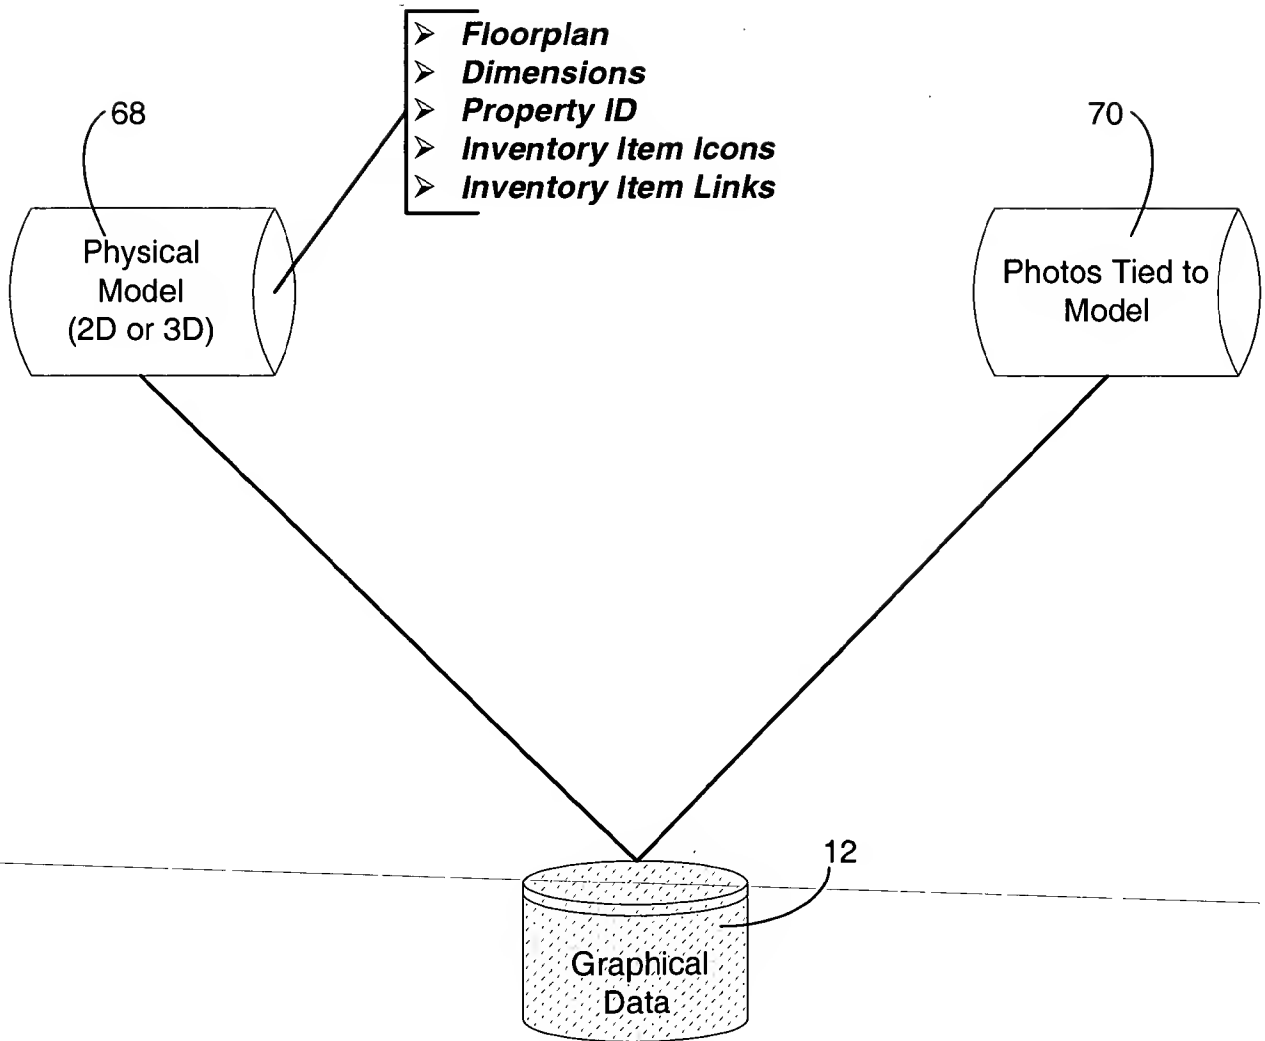 Floorplan
Dimensions
Property ID
Inventory Item Icons
Inventory Item Links
68
70
Physical
Model
(2D or 3D)
Photos Tied to
Model
12
Graphical
Data